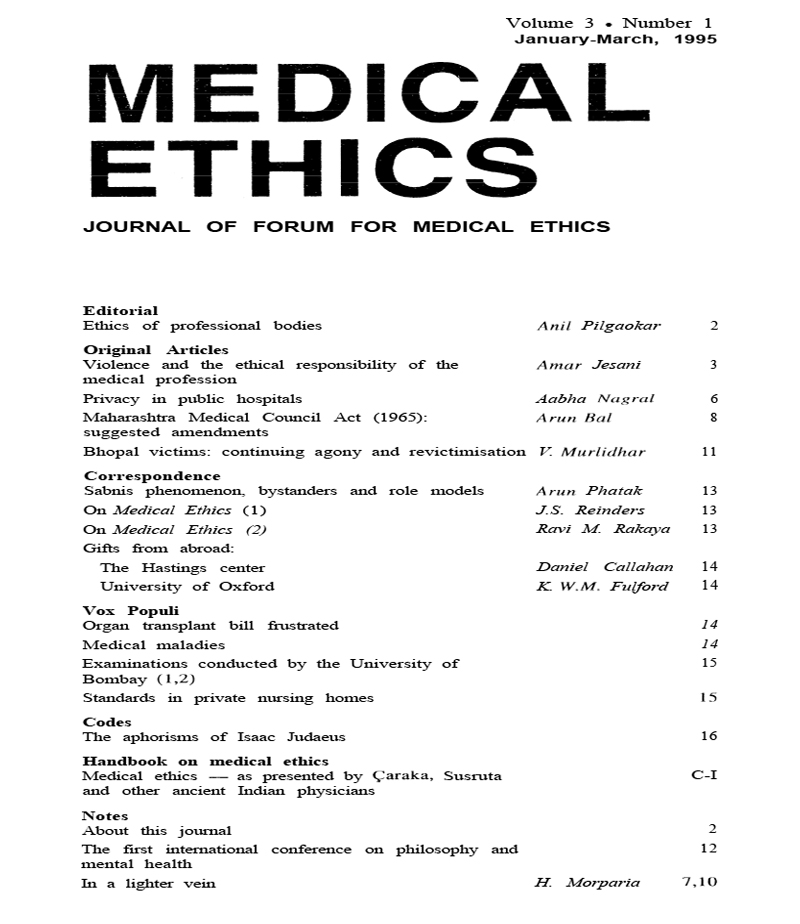 Volume 3 • Number 1
January-March, 1995
MEDICAL
ETHICS
JOURNAL OF FORUM FOR MEDICAL ETHICS
Editorial
Ethics of professional bodies Anil Pilgaokar 2
Original Articles
Violence and the ethical responsibility of the Amar Jesani 3
medical profession
Privacy in public hospitals Aabha Nagral 6
Maharashtra Medical Council Act (1965): Arun Bal 8
suggested amendments
Bhopal victims: continuing agony and revictimisation V. Murlidhar 11
Correspondence
Sabnis phenomenon, bystanders and role models Arun Phatak 13
On Medical Ethics (1) J.S. Reinders 13
On Medical Ethics (2) Ravi M. Rakaya 13
Gifts from abroad:
The Hastings center Daniel Callahan 14
University of Oxford K. W.M. Fulford 14
Vox Populi
Organ transplant bill frustrated 14
Medical maladies 14
Examinations conducted by the University of 15
Bombay (1,2)
Standards in private nursing homes 15
Codes
The aphorisms of Isaac Judaeus 16
Handbook on medical ethics
Medical ethics — as presented by Çaraka, Susruta C-I
and other ancient Indian physicians
Notes
About this journal 2
The first international conference on philosophy and 12
mental health
In a lighter vein H. Morparia 7,10